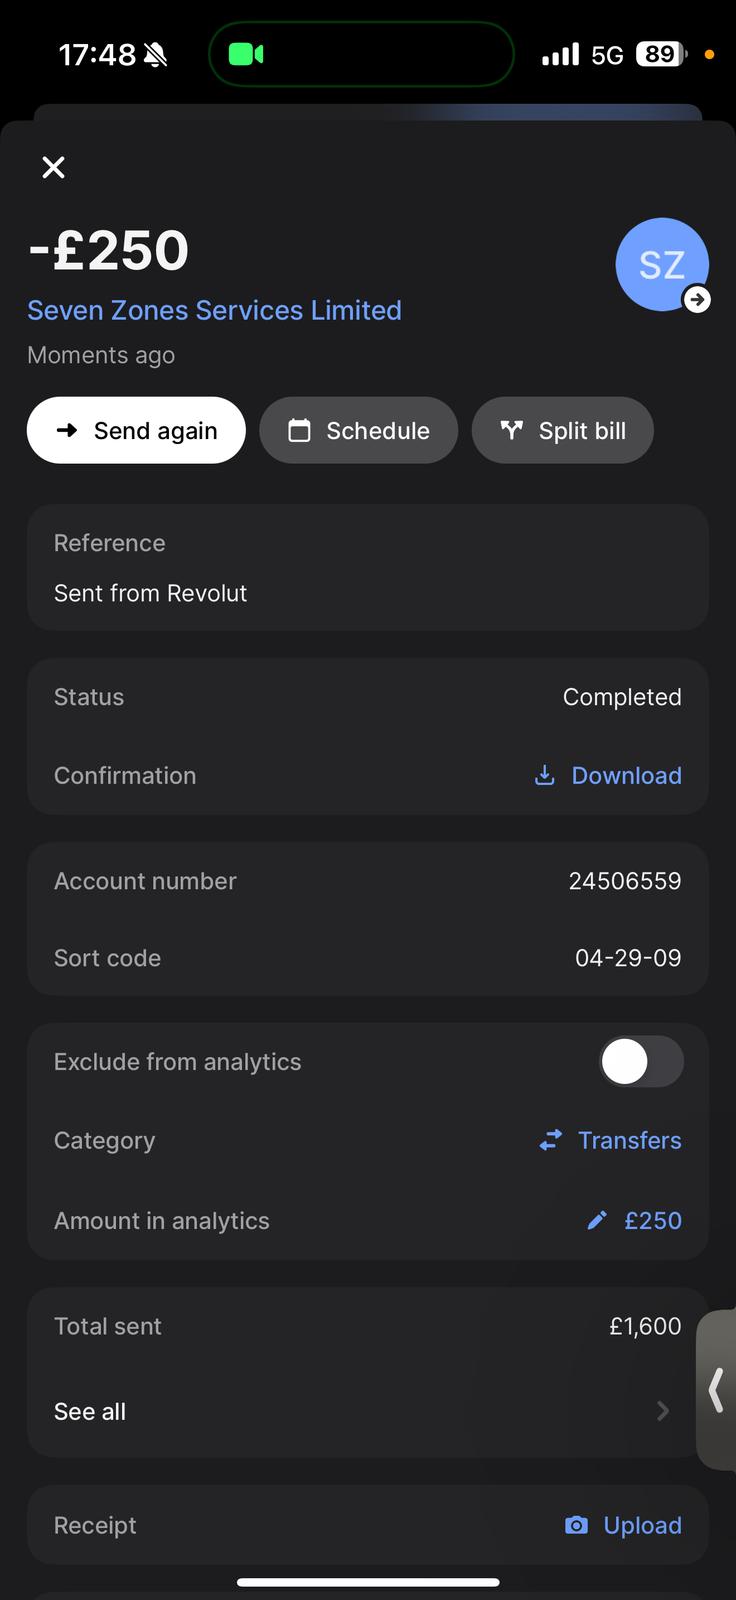 17:48
5G
89
-£250
SZ
Seven Zones Services Limited
Moments ago
Send again
Schedule
Split bill
Reference
Sent from Revolut
Status
Completed
Confirmation
Download
Account number
24506559
Sort code
04-29-09
Exclude from analytics
Category
Transfers
Amount in analytics
£250
Total sent
£1,600
See all
Receipt
Upload